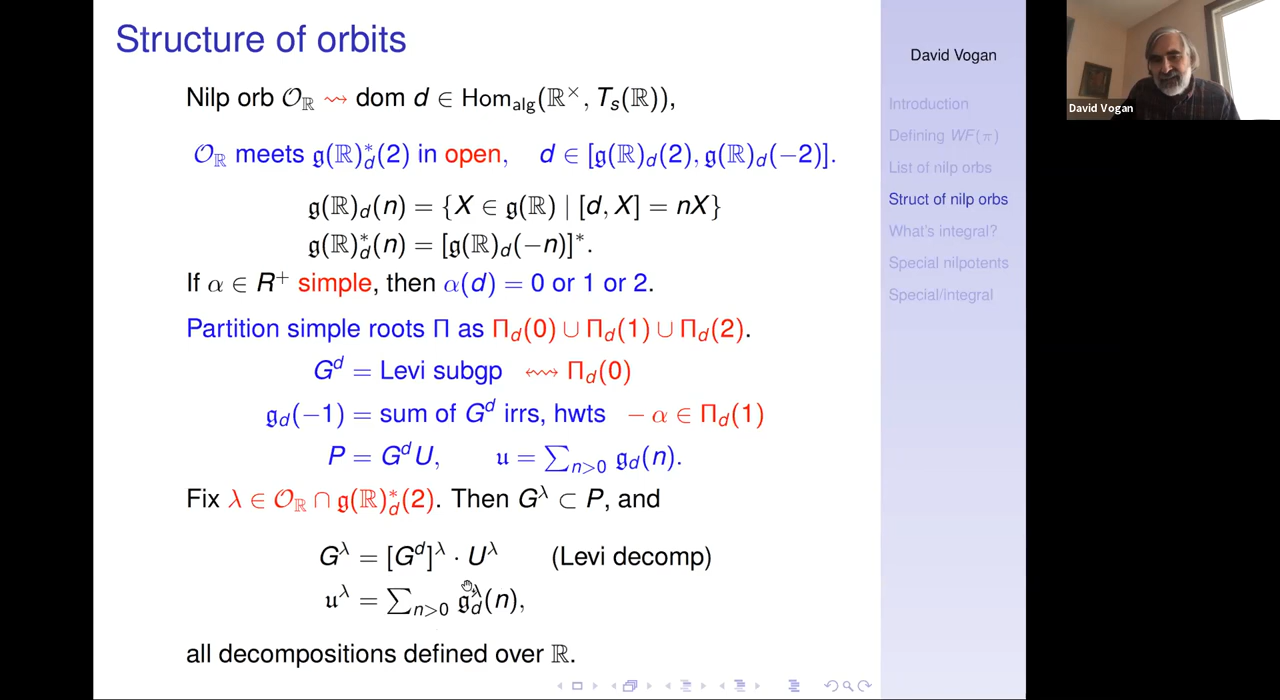 Structure of orbits
Nilp orb 𝒪_ℝ ⇝ dom d ∈ Hom_alg(ℝ^×, T_s(ℝ)),
𝒪_ℝ meets 𝔤(ℝ)*_d(2) in open, d ∈ [𝔤(ℝ)_d(2), 𝔤(ℝ)_d(−2)].
𝔤(ℝ)_d(n) = {X ∈ 𝔤(ℝ) | [d, X] = nX}
𝔤(ℝ)*_d(n) = [𝔤(ℝ)_d(−n)]*.
If α ∈ R⁺ simple, then α(d) = 0 or 1 or 2.
Partition simple roots Π as Π_d(0) ∪ Π_d(1) ∪ Π_d(2).
G^d = Levi subgp ↭ Π_d(0)
𝔤_d(−1) = sum of G^d irrs, hwts − α ∈ Π_d(1)
P = G^d U, 𝔲 = ∑_{n>0} 𝔤_d(n).
Fix λ ∈ 𝒪_ℝ ∩ 𝔤(ℝ)*_d(2). Then G^λ ⊂ P, and
G^λ = [G^d]^λ · U^λ (Levi decomp)
𝔲^λ = ∑_{n>0} 𝔤^λ_d(n),
all decompositions defined over ℝ.
David Vogan
Introduction
Defining WF(π)
List of nilp orbs
Struct of nilp orbs
What's integral?
Special nilpotents
Special/integral
David Vogan